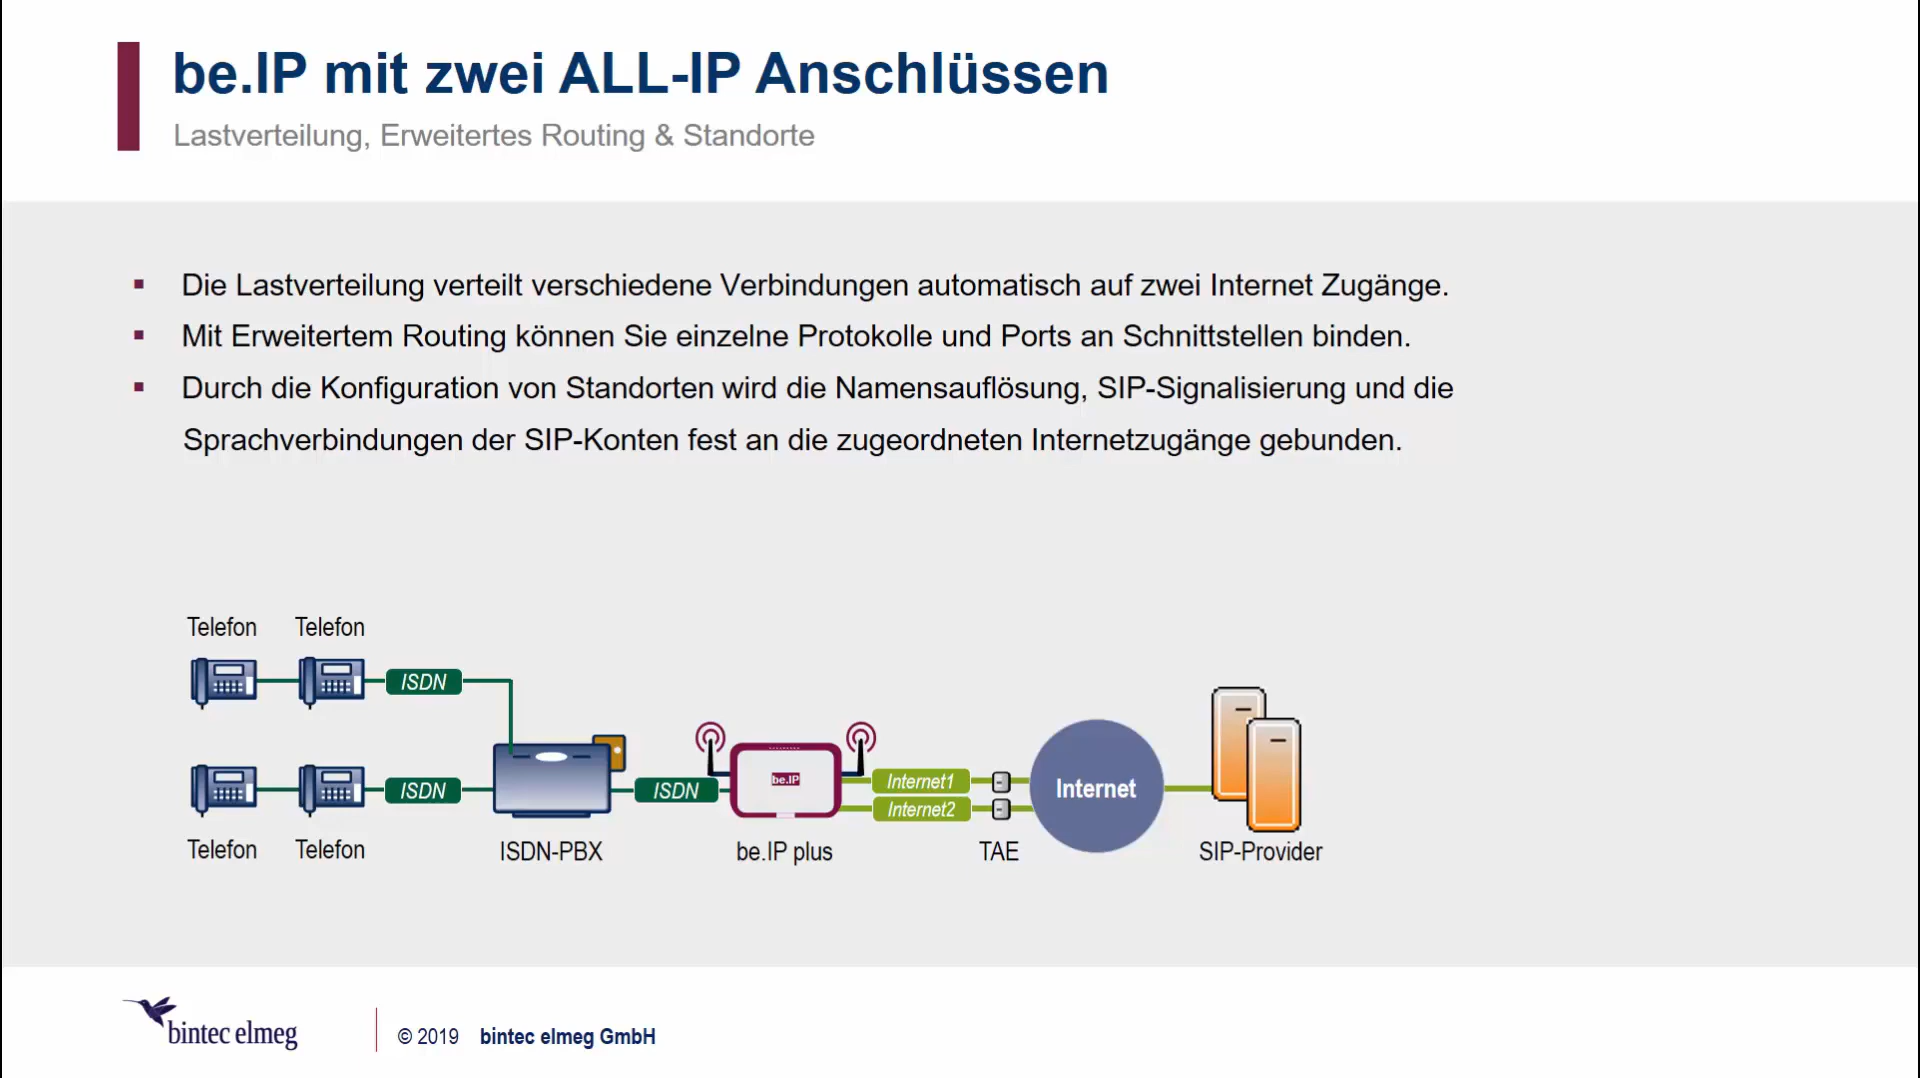 be.IP mit zwei ALL-IP Anschlüssen
Lastverteilung, Erweitertes Routing & Standorte
▪ Die Lastverteilung verteilt verschiedene Verbindungen automatisch auf zwei Internet Zugänge.
▪ Mit Erweitertem Routing können Sie einzelne Protokolle und Ports an Schnittstellen binden.
▪ Durch die Konfiguration von Standorten wird die Namensauflösung, SIP-Signalisierung und die
Sprachverbindungen der SIP-Konten fest an die zugeordneten Internetzugänge gebunden.
Telefon Telefon
ISDN
ISDN
ISDN
be.IP
Internet1
Internet2
Internet
Telefon Telefon ISDN-PBX be.IP plus TAE SIP-Provider
bintec elmeg
© 2019 bintec elmeg GmbH